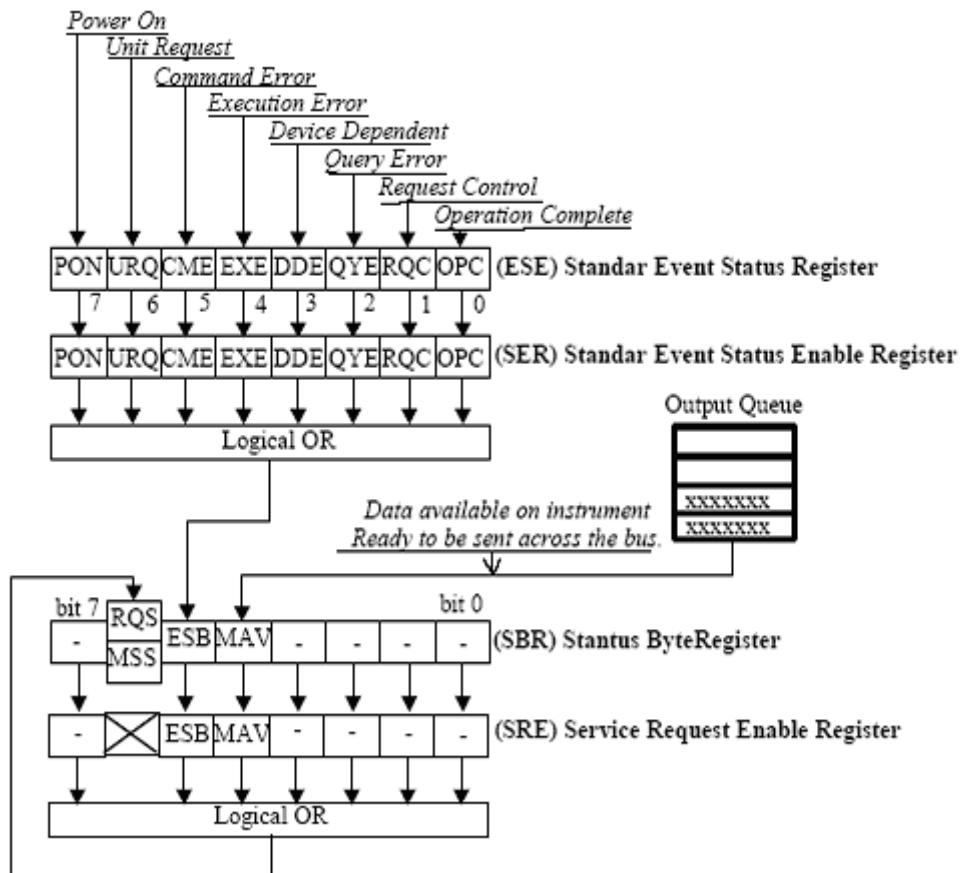 Power On
Unit Request
Command Error
Execution Error
Device Dependent
Query Error
Request Control
Operation Complete
PON URQ CME EXE DDE QYE RQC OPC (ESE) Standar Event Status Register
7 6 5 4 3 2 1 0
PON URQ CME EXE DDE QYE RQC OPC (SER) Standar Event Status Enable Register
Logical OR
Output Queue
xxxxxxx
xxxxxxx
Data available on instrument
Ready to be sent across the bus.
bit 7 bit 0
RQS
- ESB MAV - - - - (SBR) Stantus ByteRegister
MSS
- ESB MAV - - - - (SRE) Service Request Enable Register
Logical OR